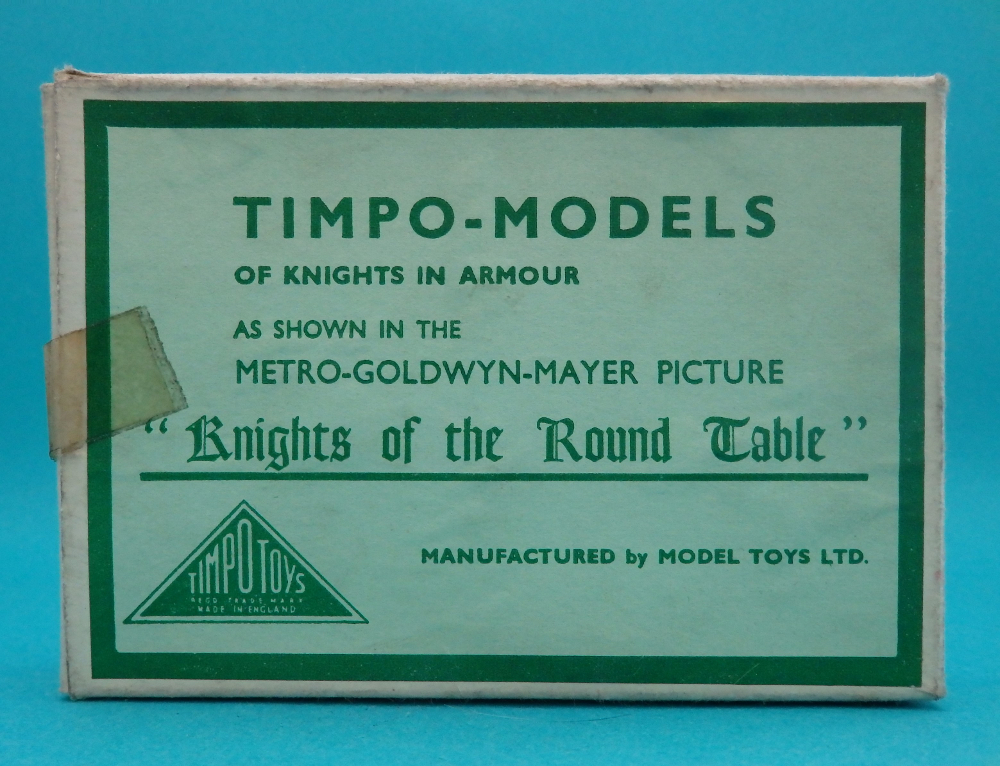 TIMPO-MODELS
OF KNIGHTS IN ARMOUR
AS SHOWN IN THE
METRO-GOLDWYN-MAYER PICTURE
“Knights of the Round Table”
TIMPO TOYS
REGD TRADE MARK
MADE IN ENGLAND
MANUFACTURED by MODEL TOYS LTD.